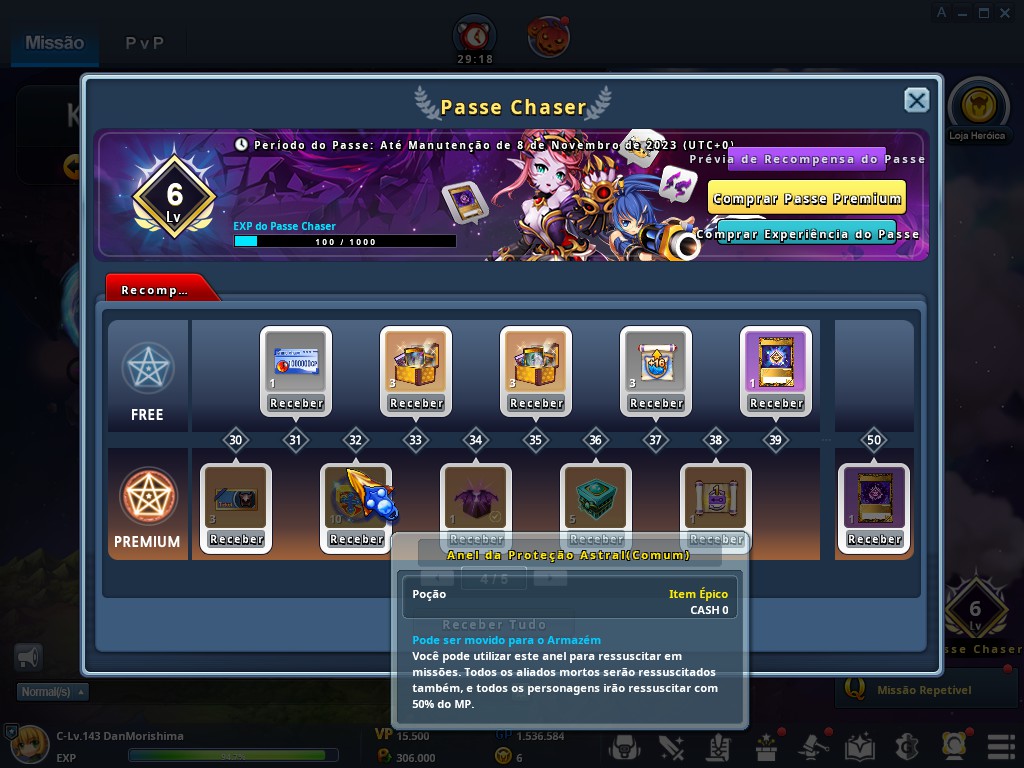 A
Missão
PvP
29:18
Passe Chaser
Loja Heróica
Período do Passe: Até Manutenção de 8 de Novembro de 2023 (UTC+0)
Prévia de Recompensa do Passe
6
Lv
Comprar Passe Premium
EXP do Passe Chaser
100 / 1000
Comprar Experiência do Passe
Recomp...
1
3
3
3
1
Receber
Receber
Receber
Receber
Receber
FREE
30
31
32
33
34
35
36
37
38
39
50
3
10
1
5
1
1
PREMIUM
Receber
Receber
Receber
Receber
Receber
Receber
Anel da Proteção Astral(Comum)
4 / 5
Poção
Item Épico
CASH 0
Receber Tudo
Pode ser movido para o Armazém
Você pode utilizar este anel para ressuscitar em
missões. Todos os aliados mortos serão ressuscitados
também, e todos os personagens irão ressuscitar com
50% do MP.
6
Lv
sse Chaser
Normal(/s)
Missão Repetível
C-Lv.143 DanMorishima
EXP
VP 15.500
GP 1.536.584
306.000
6